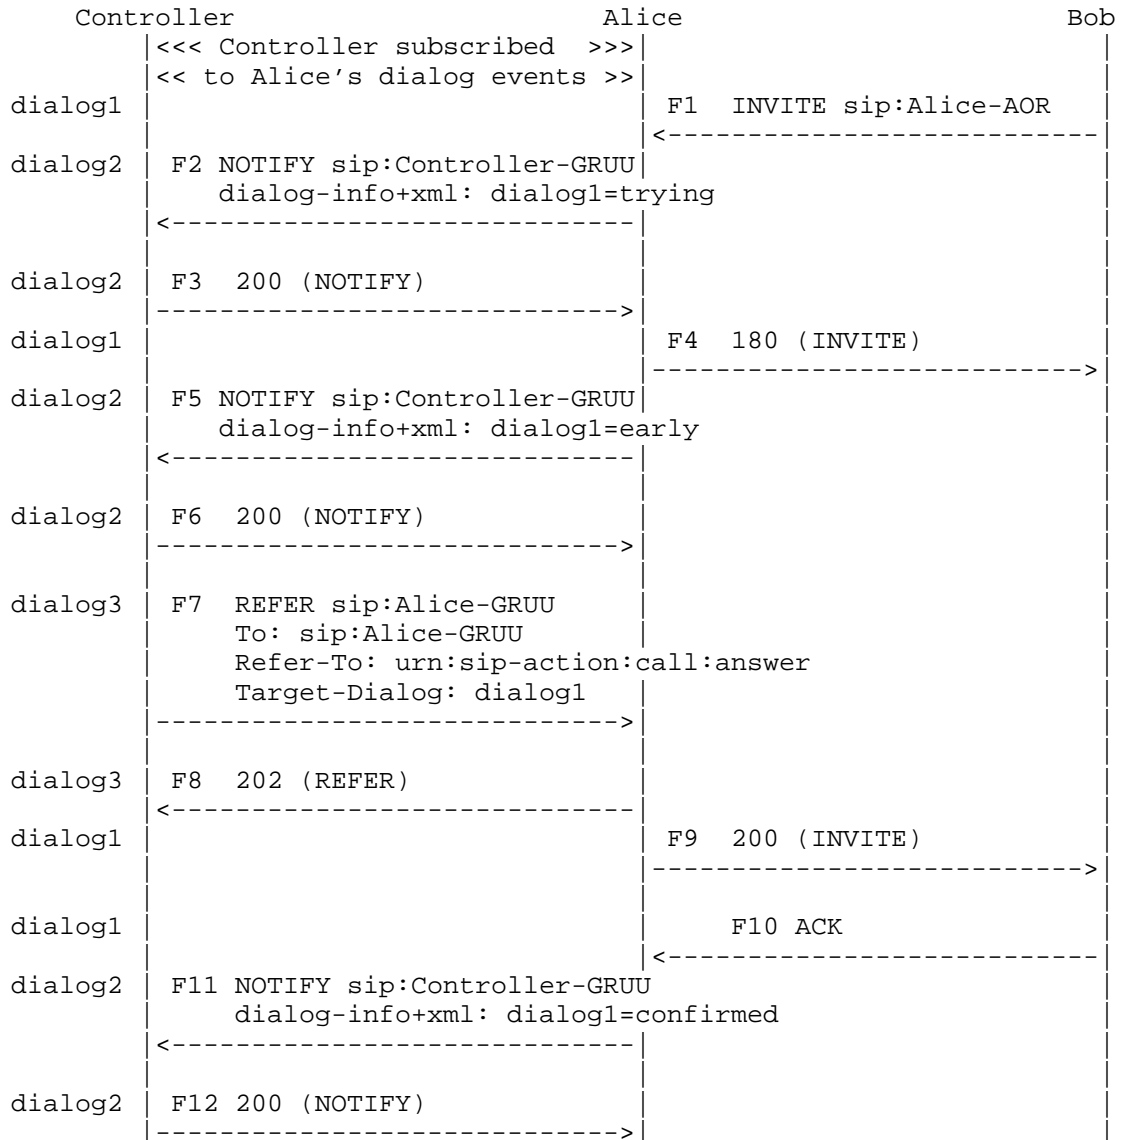 Controller Alice Bob
|<<< Controller subscribed >>>| |
|<< to Alice's dialog events >>| |
dialog1 | | F1 INVITE sip:Alice-AOR |
| |<---------------------------|
dialog2 | F2 NOTIFY sip:Controller-GRUU| |
| dialog-info+xml: dialog1=trying |
|<-----------------------------| |
| | |
dialog2 | F3 200 (NOTIFY) | |
|----------------------------->| |
dialog1 | | F4 180 (INVITE) |
| |--------------------------->|
dialog2 | F5 NOTIFY sip:Controller-GRUU| |
| dialog-info+xml: dialog1=early |
|<-----------------------------| |
| | |
dialog2 | F6 200 (NOTIFY) | |
|----------------------------->| |
| | |
dialog3 | F7 REFER sip:Alice-GRUU | |
| To: sip:Alice-GRUU | |
| Refer-To: urn:sip-action:call:answer |
| Target-Dialog: dialog1 | |
|----------------------------->| |
| | |
dialog3 | F8 202 (REFER) | |
|<-----------------------------| |
dialog1 | | F9 200 (INVITE) |
| |--------------------------->|
| | |
dialog1 | | F10 ACK |
| |<---------------------------|
dialog2 | F11 NOTIFY sip:Controller-GRUU |
| dialog-info+xml: dialog1=confirmed |
|<-----------------------------| |
| | |
dialog2 | F12 200 (NOTIFY) | |
|----------------------------->| |